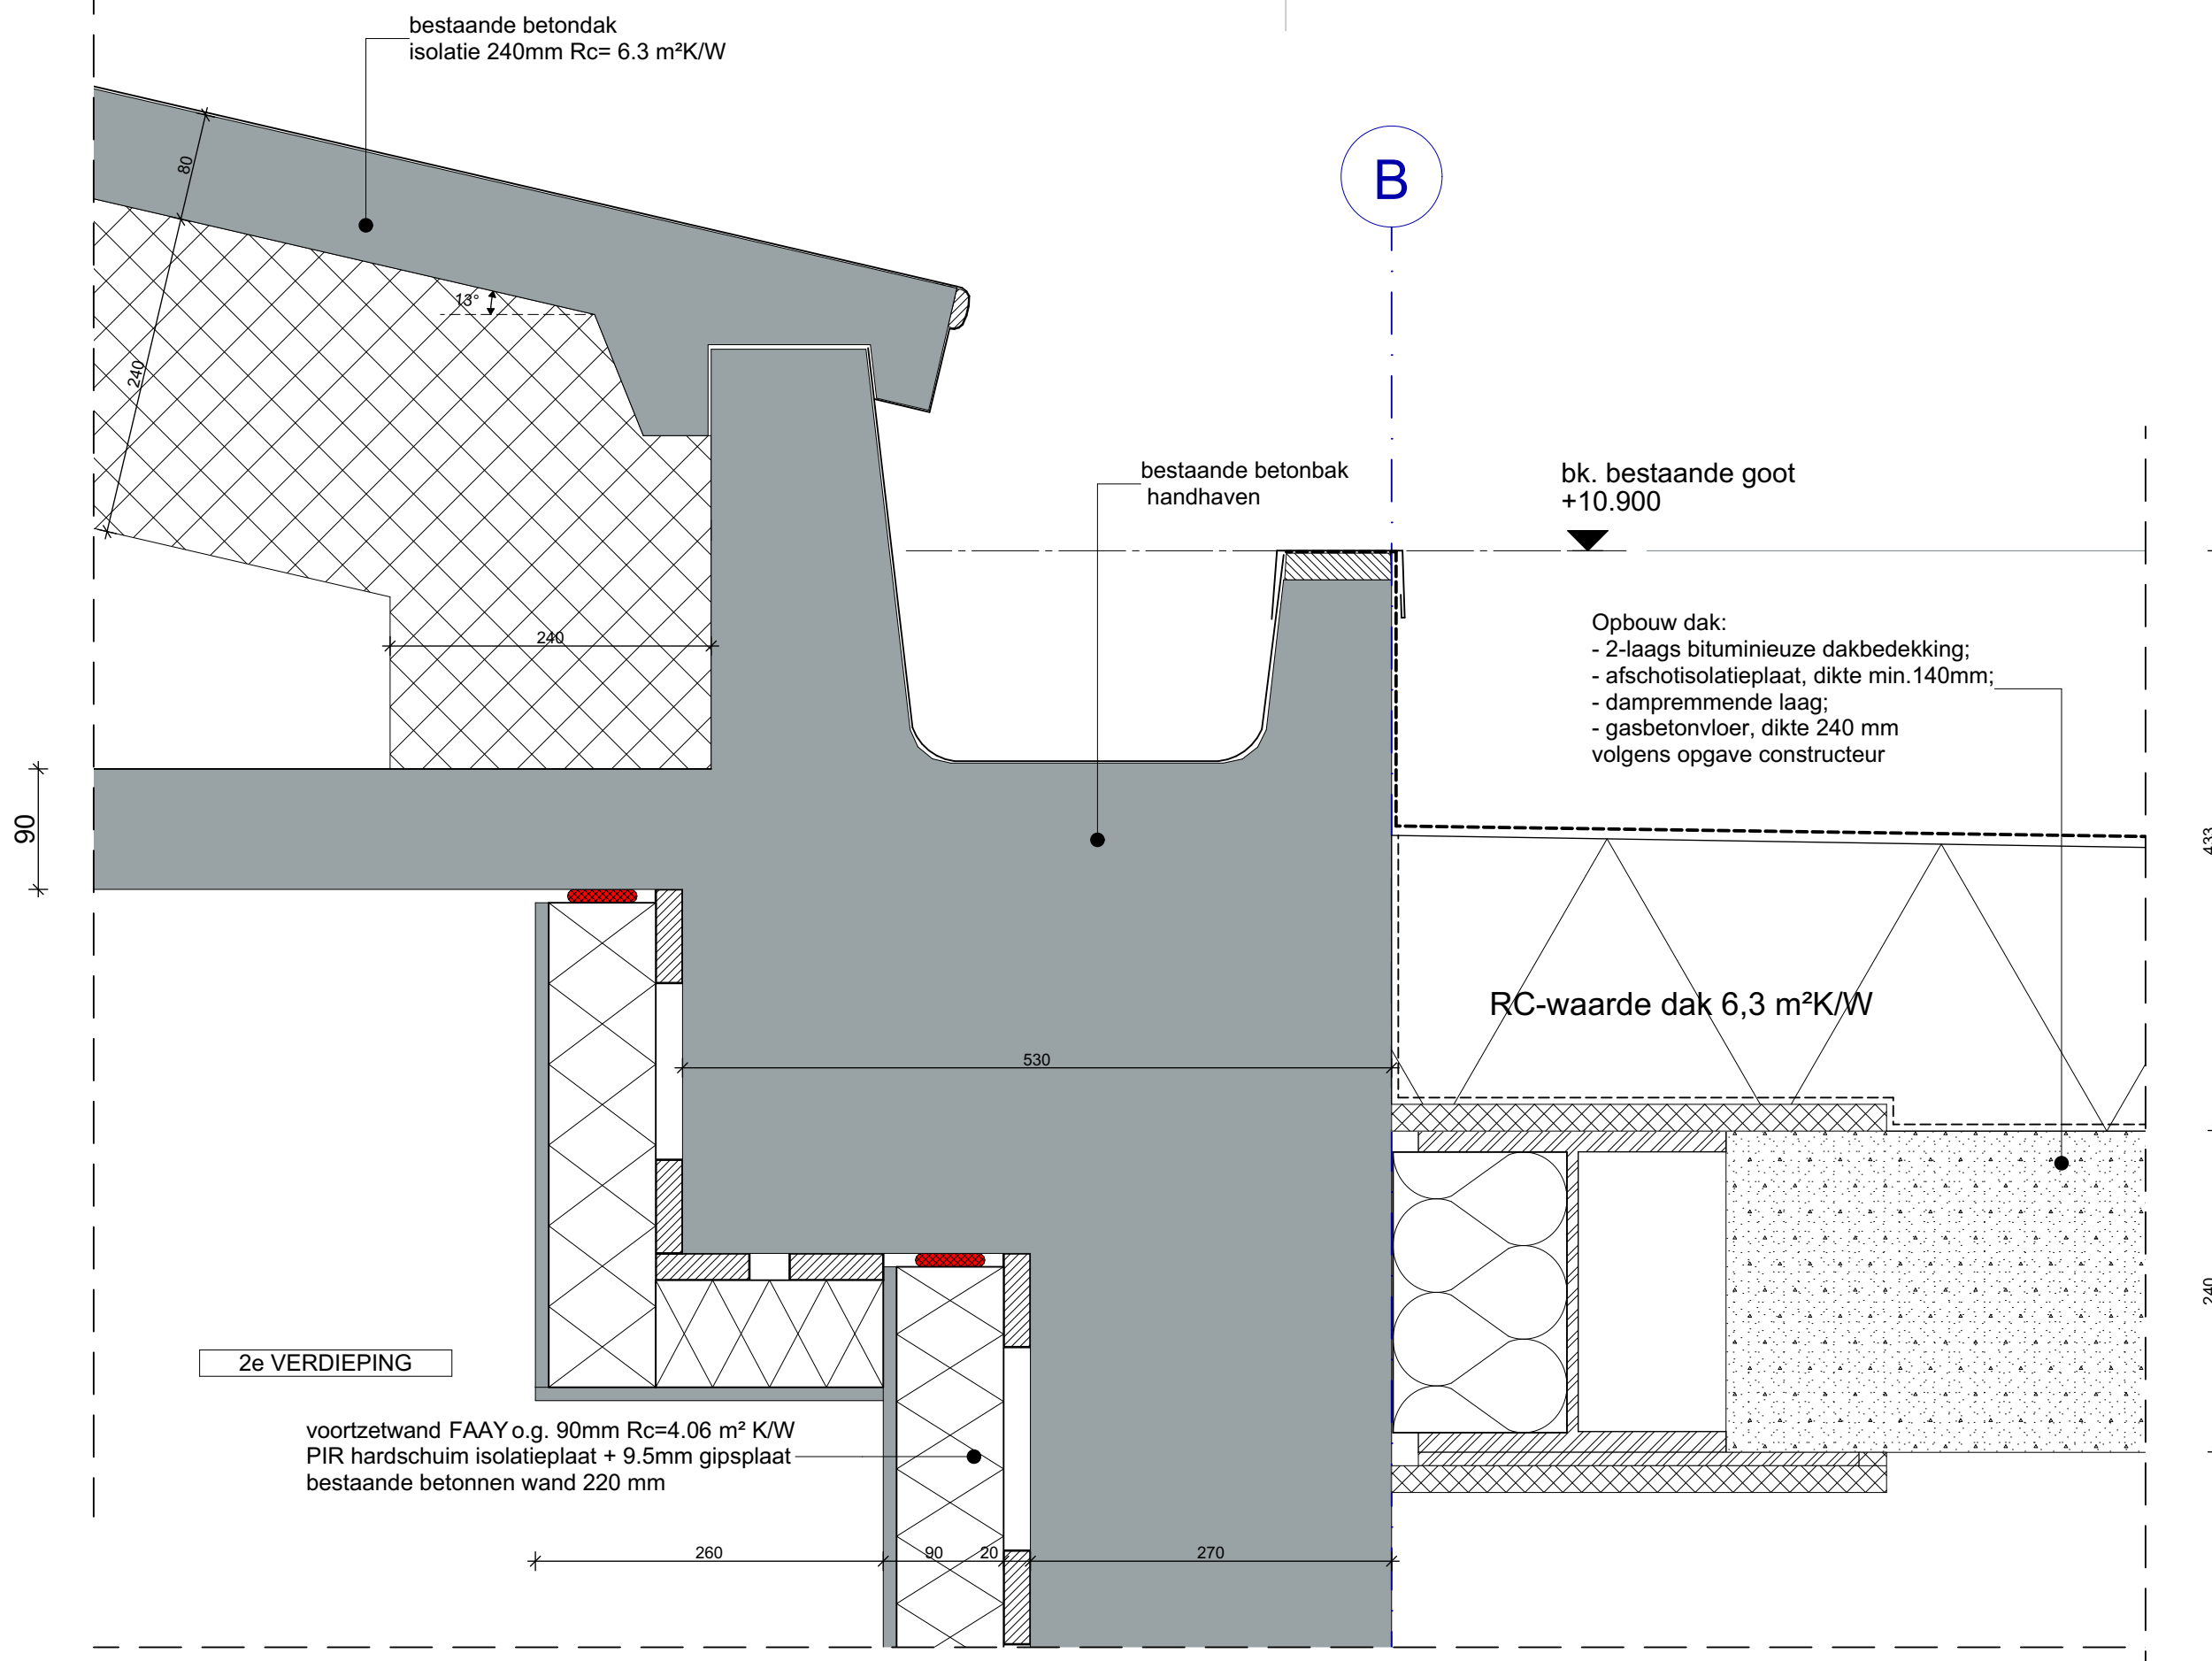 bestaande betondak
isolatie 240mm Rc= 6.3 m²K/W
80
B
13°
240
bestaande betonbak
handhaven
bk. bestaande goot
+10.900
240
Opbouw dak:
- 2-laags bituminieuze dakbedekking;
- afschotisolatieplaat, dikte min.140mm;
- dampremmende laag;
- gasbetonvloer, dikte 240 mm
volgens opgave constructeur
90
433
RC-waarde dak 6,3 m²K/W
530
240
2e VERDIEPING
voortzetwand FAAY o.g. 90mm Rc=4.06 m² K/W
PIR hardschuim isolatieplaat + 9.5mm gipsplaat
bestaande betonnen wand 220 mm
260
90
20
270